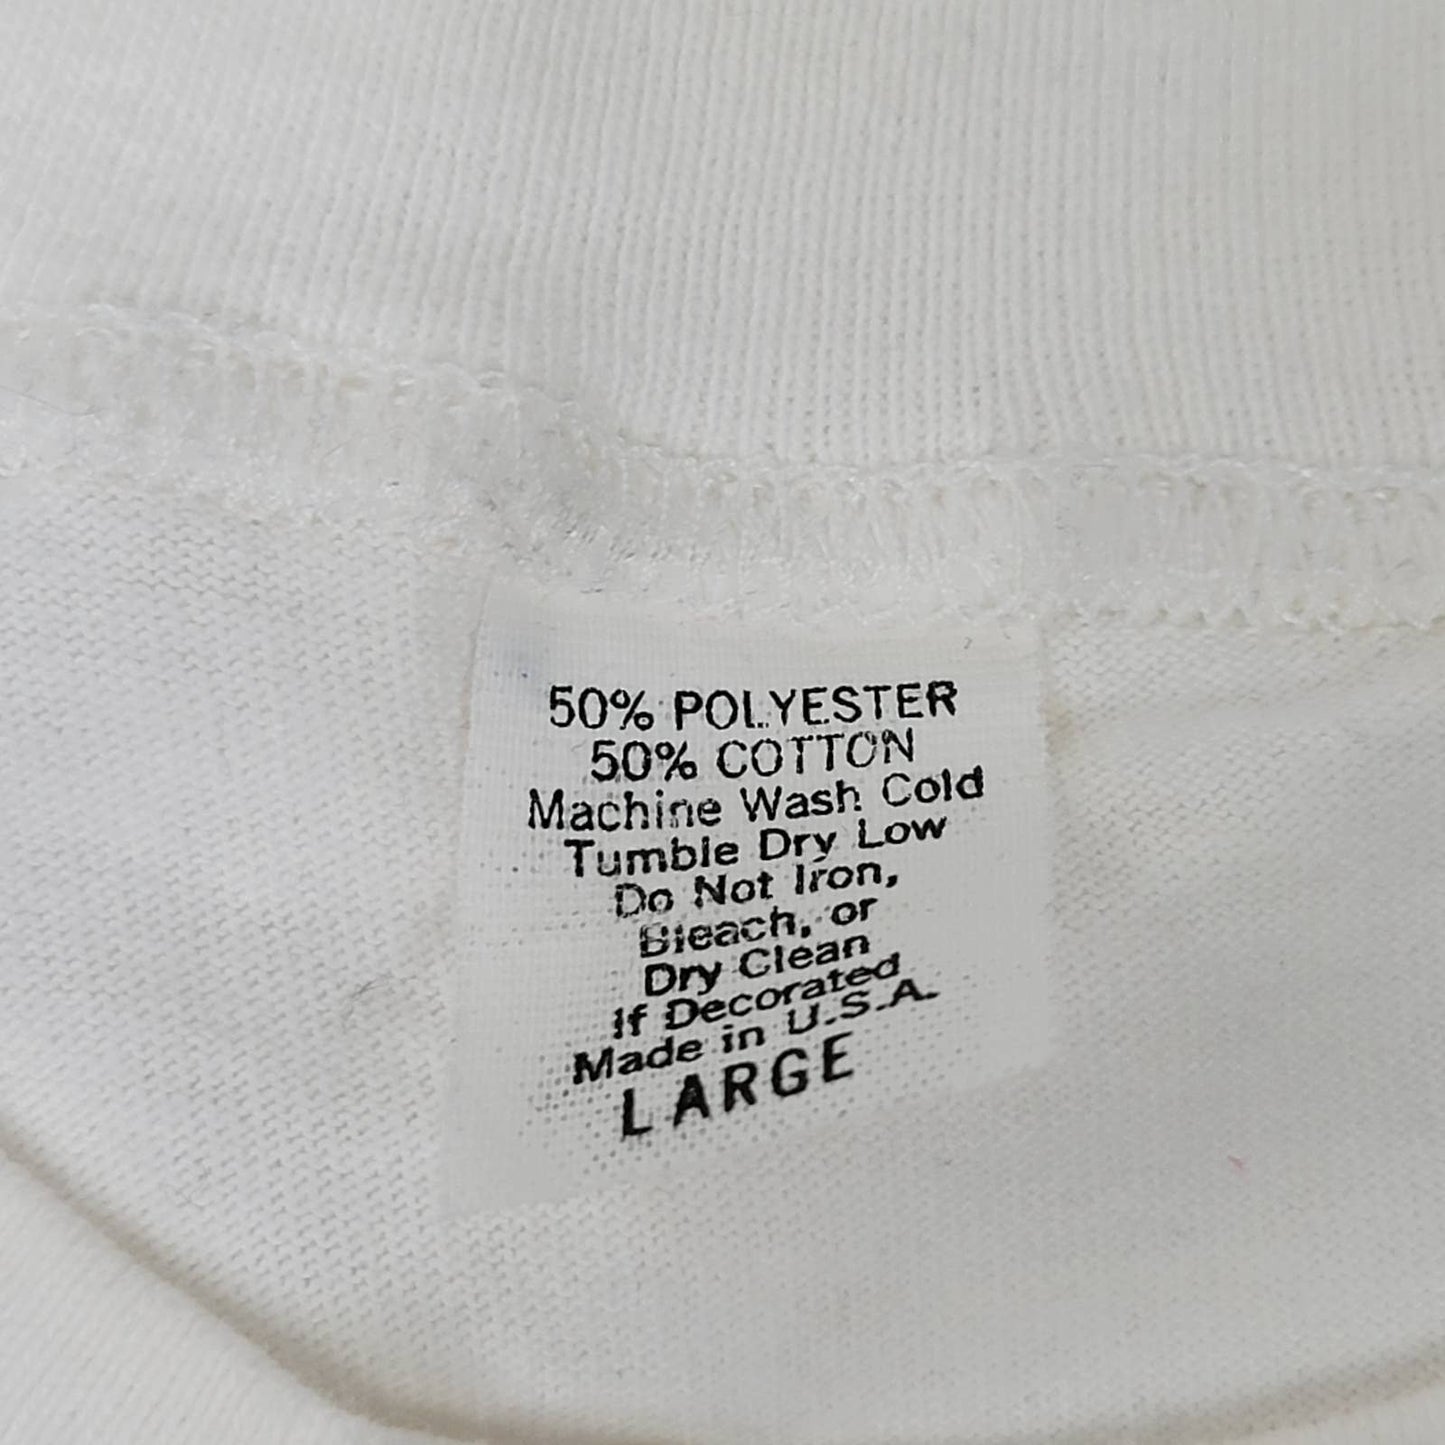 50% POLYESTER
50% COTTON
Machine Wash Cold
Tumble Dry Low
Do Not Iron,
Bleach, or
Dry Clean
If Decorated
Made in U.S.A.
LARGE